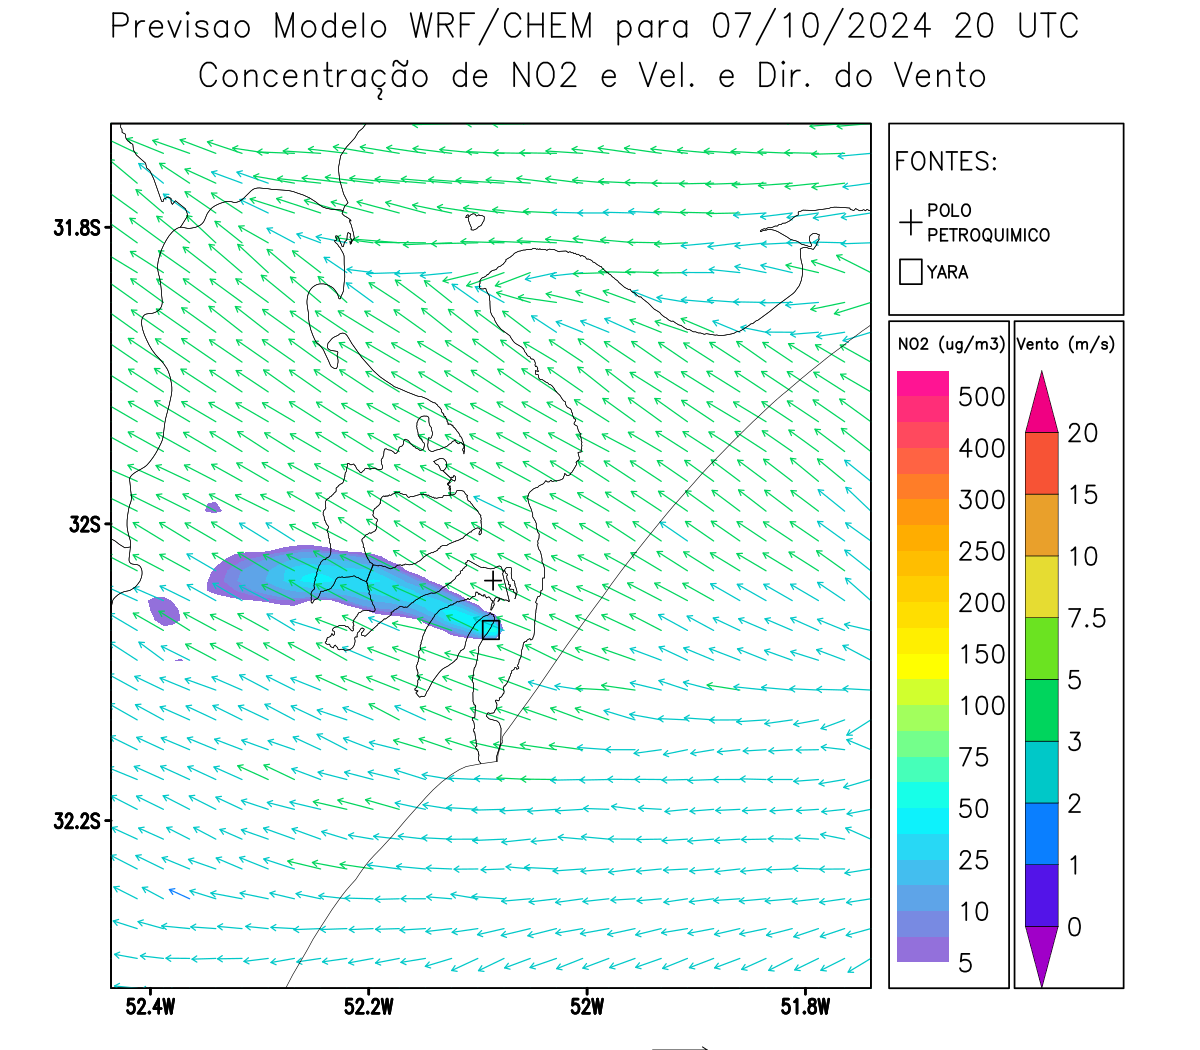 Previsao Modelo WRF/CHEM para 07/10/2024 20 UTC
Concentração de NO2 e Vel. e Dir. do Vento
FONTES:
POLO
PETROQUIMICO
YARA
31.8S
32S
32.2S
52.4W
52.2W
52W
51.8W
NO2 (ug/m3)
500
400
300
250
200
150
100
75
50
25
10
5
Vento (m/s)
20
15
10
7.5
5
3
2
1
0